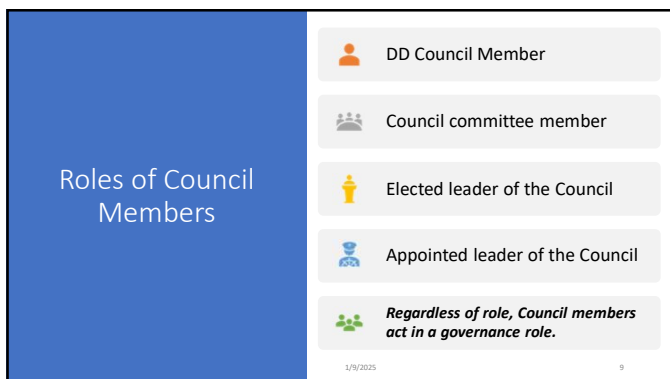 Roles of Council
Members
DD Council Member
Council committee member
Elected leader of the Council
Appointed leader of the Council
Regardless of role, Council members
act in a governance role.
1/9/2025
9